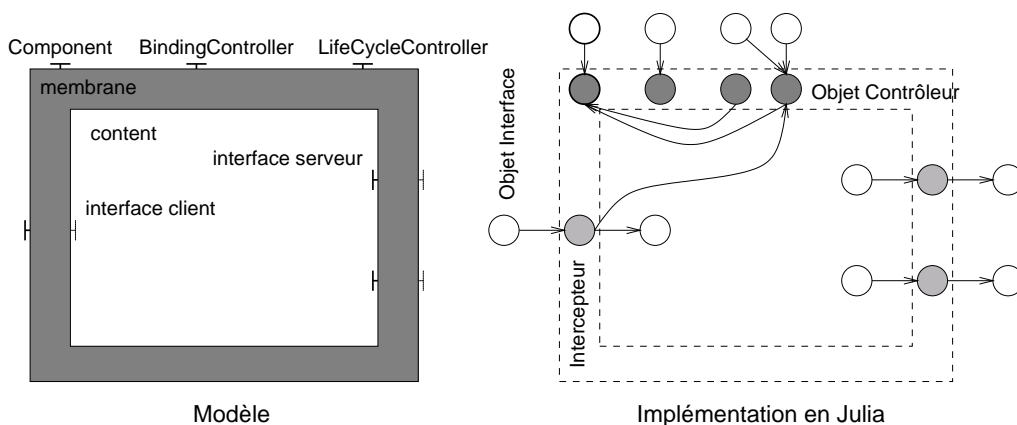 Component BindingController LifeCycleController
membrane
content
interface serveur
interface client
Modèle
Objet Interface
Objet Contrôleur
Intercepteur
Implémentation en Julia